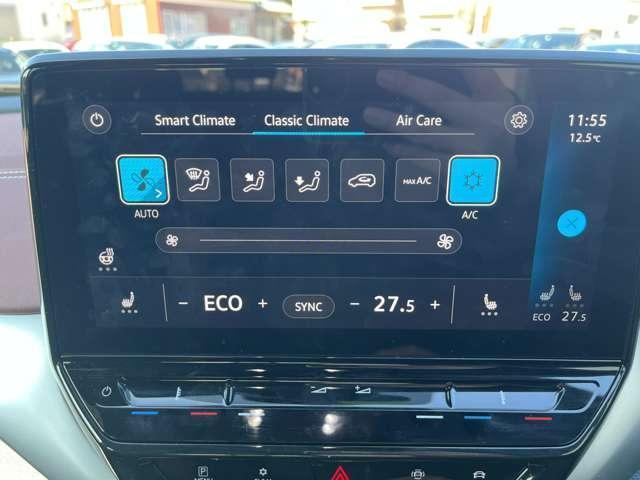 Smart Climate Classic Climate Air Care
11:55
12.5°C
MAX A/C
AUTO A/C
− ECO + SYNC − 27.5 +
ECO 27.5
− +
P
MENU